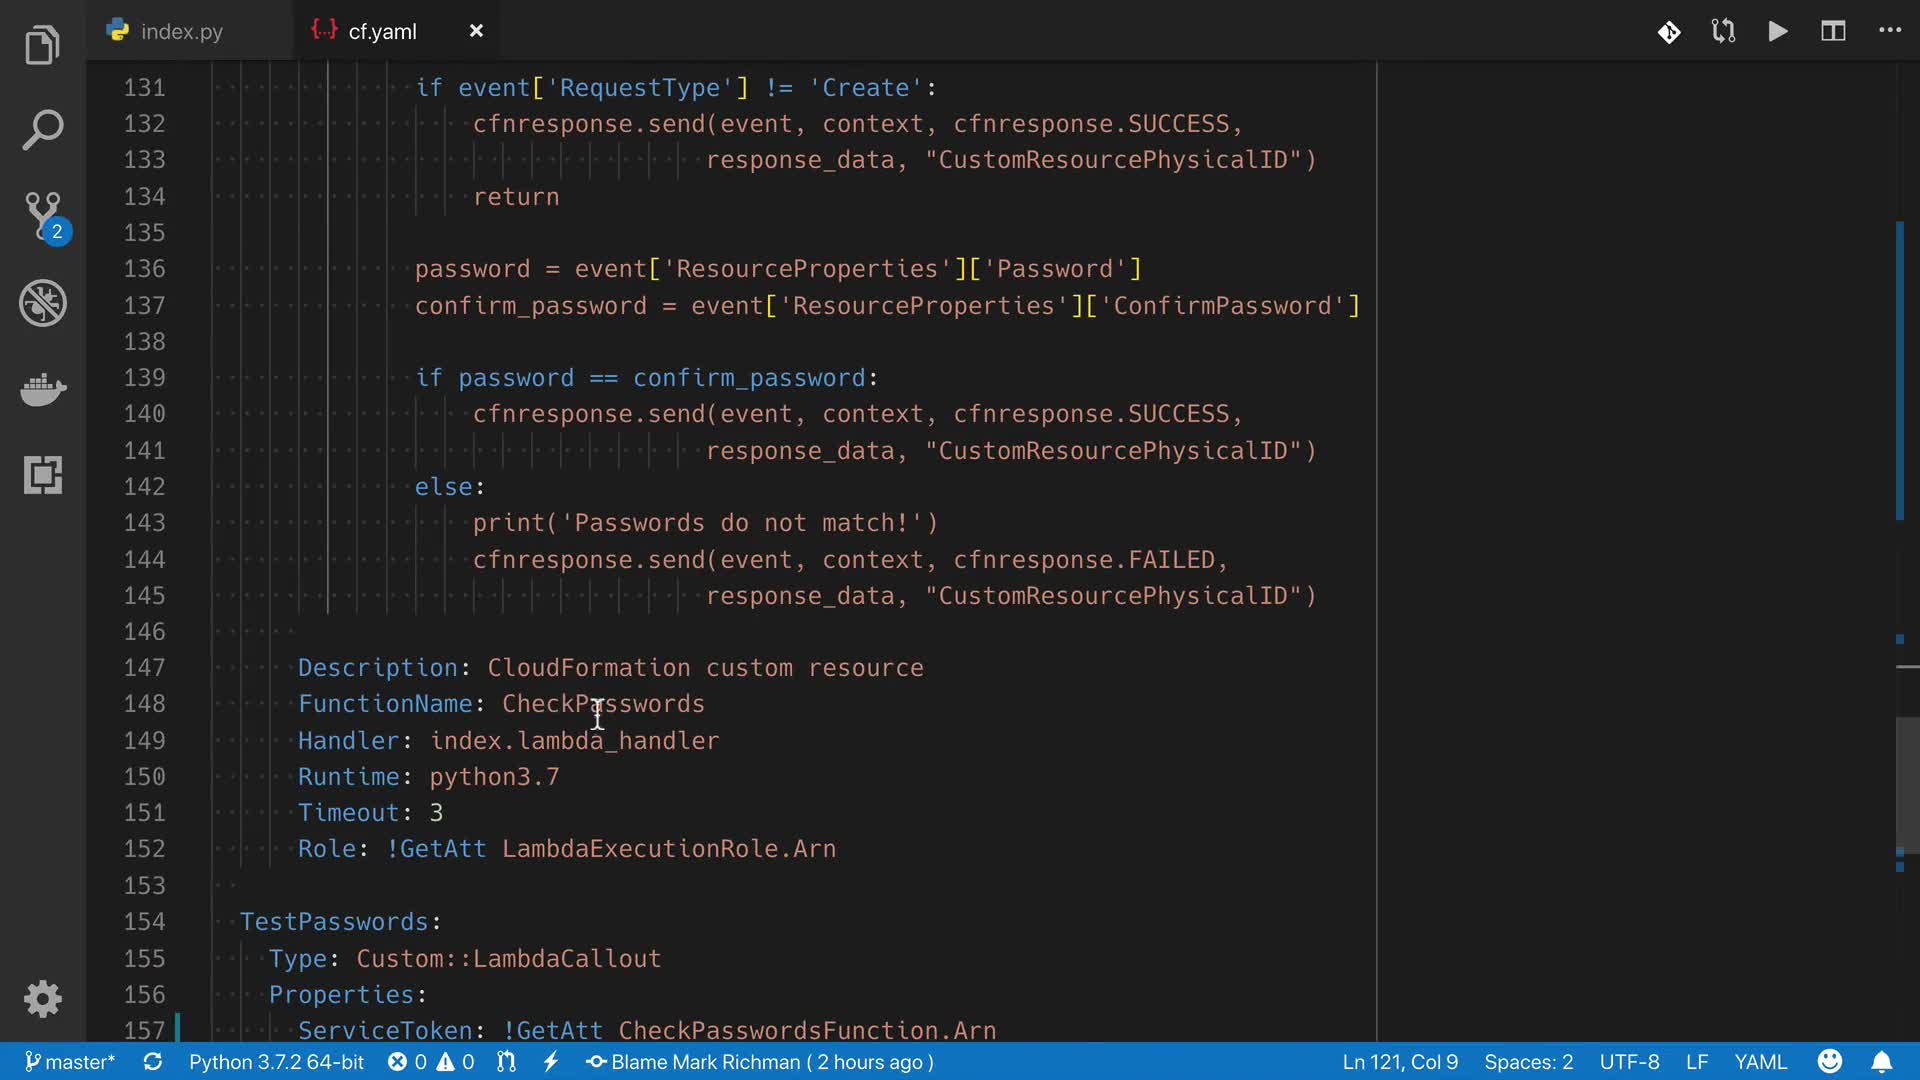 index.py
cf.yaml
131 if event['RequestType'] != 'Create':
132 cfnresponse.send(event, context, cfnresponse.SUCCESS,
133 response_data, "CustomResourcePhysicalID")
134 return
135
136 password = event['ResourceProperties']['Password']
137 confirm_password = event['ResourceProperties']['ConfirmPassword']
138
139 if password == confirm_password:
140 cfnresponse.send(event, context, cfnresponse.SUCCESS,
141 response_data, "CustomResourcePhysicalID")
142 else:
143 print('Passwords do not match!')
144 cfnresponse.send(event, context, cfnresponse.FAILED,
145 response_data, "CustomResourcePhysicalID")
146
147 Description: CloudFormation custom resource
148 FunctionName: CheckPasswords
149 Handler: index.lambda_handler
150 Runtime: python3.7
151 Timeout: 3
152 Role: !GetAtt LambdaExecutionRole.Arn
153
154 TestPasswords:
155 Type: Custom::LambdaCallout
156 Properties:
157 ServiceToken: !GetAtt CheckPasswordsFunction.Arn
2
master* Python 3.7.2 64-bit 0 0 Blame Mark Richman ( 2 hours ago ) Ln 121, Col 9 Spaces: 2 UTF-8 LF YAML